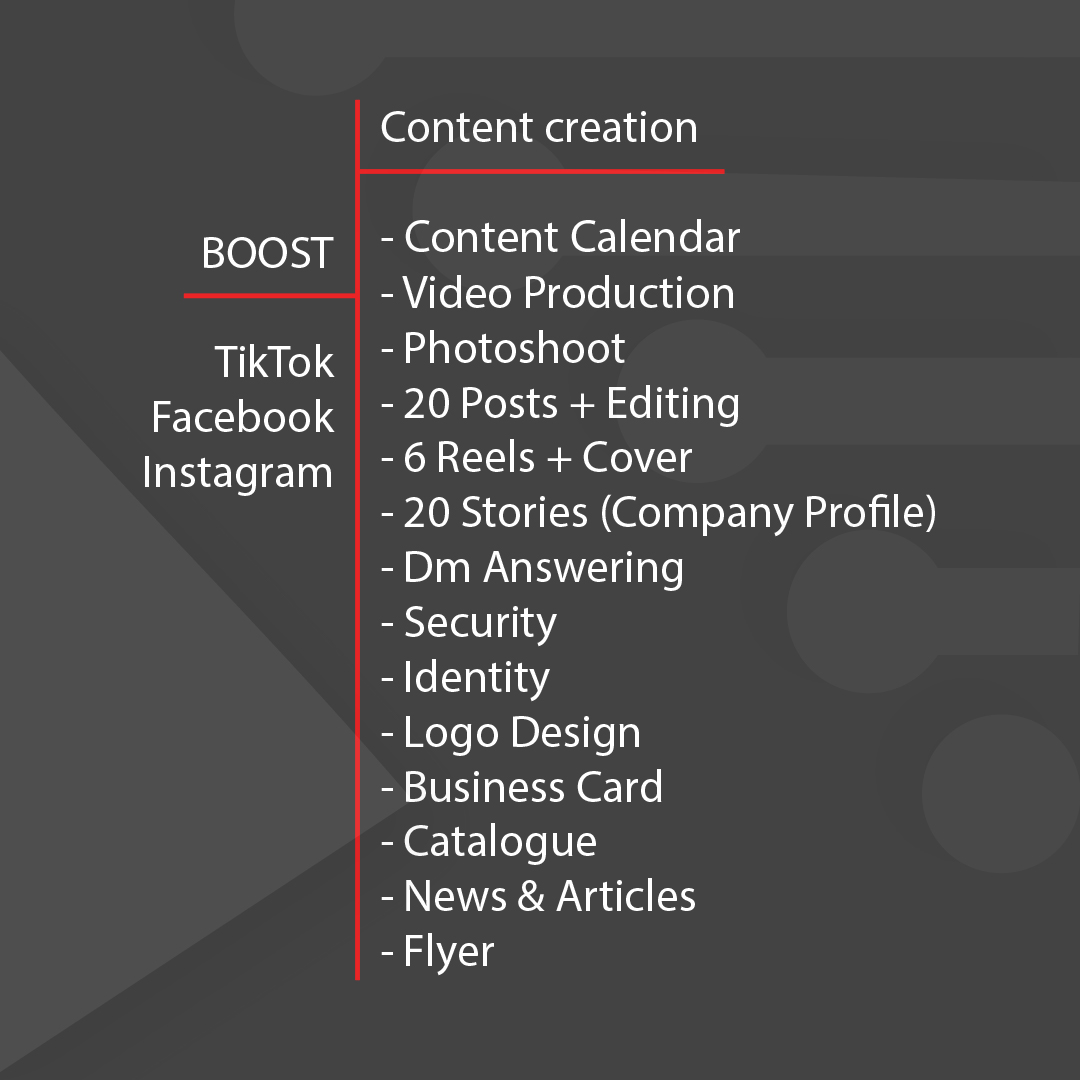 Content creation
BOOST
TikTok
Facebook
Instagram
- Content Calendar
- Video Production
- Photoshoot
- 20 Posts + Editing
- 6 Reels + Cover
- 20 Stories (Company Profile)
- Dm Answering
- Security
- Identity
- Logo Design
- Business Card
- Catalogue
- News & Articles
- Flyer